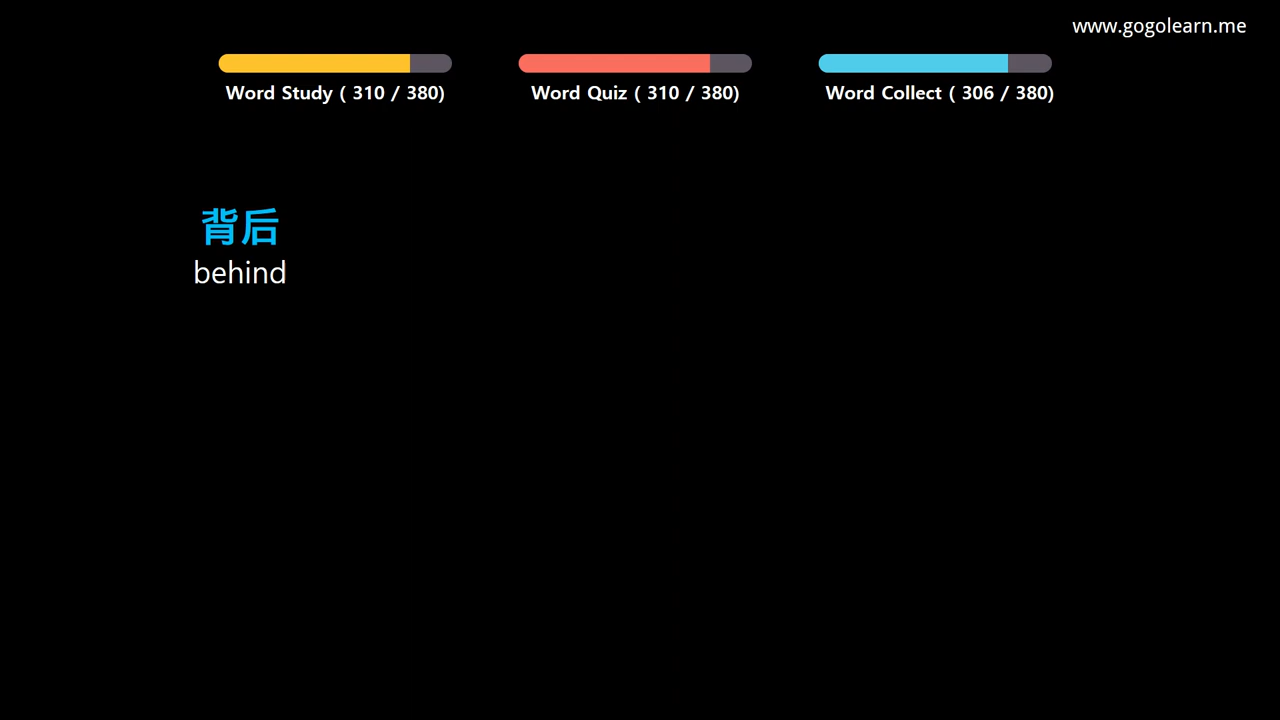 www.gogolearn.me
Word Study ( 310 / 380)
Word Quiz ( 310 / 380)
Word Collect ( 306 / 380)
背后
behind